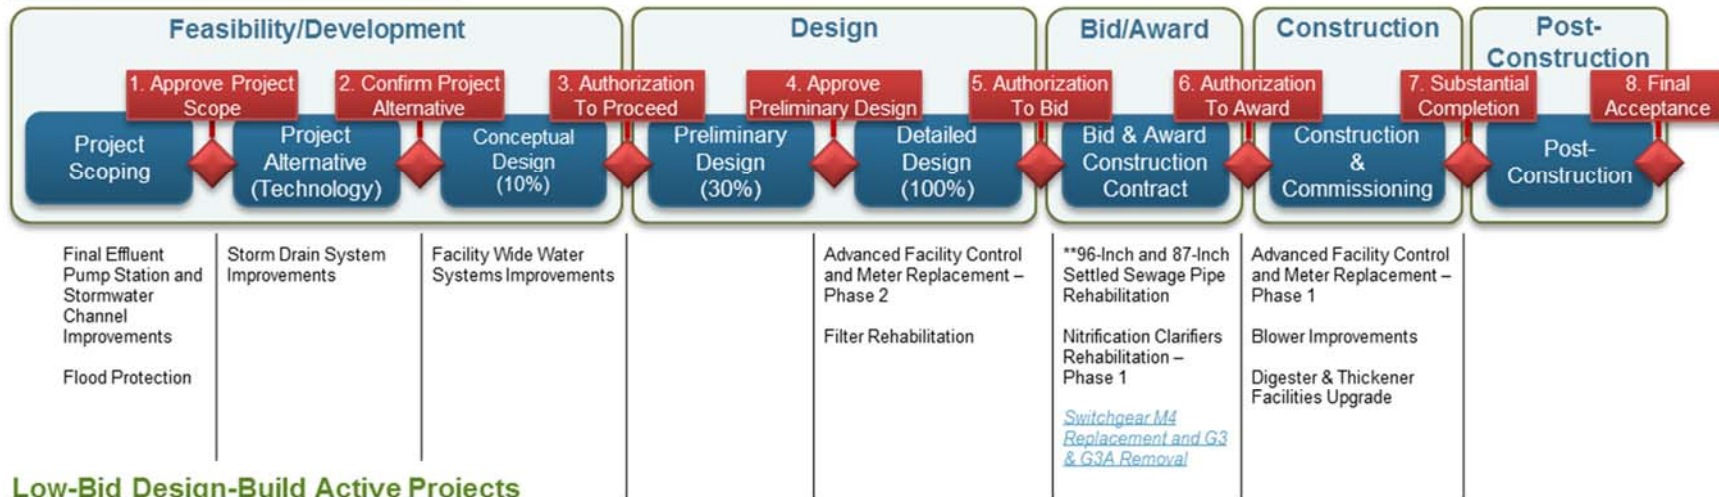 Feasibility/Development
Design
Bid/Award
Construction
Post-
Construction
1. Approve Project
Scope
2. Confirm Project
Alternative
3. Authorization
To Proceed
4. Approve
Preliminary Design
5. Authorization
To Bid
6. Authorization
To Award
7. Substantial
Completion
8. Final
Acceptance
Project
Scoping
Project
Alternative
(Technology)
Conceptual
Design
(10%)
Preliminary
Design
(30%)
Detailed
Design
(100%)
Bid & Award
Construction
Contract
Construction
&
Commissioning
Post-
Construction
Final Effluent
Pump Station and
Stormwater
Channel
Improvements
Flood Protection
Storm Drain System
Improvements
Facility Wide Water
Systems Improvements
Advanced Facility Control
and Meter Replacement –
Phase 2
Filter Rehabilitation
**96-Inch and 87-Inch
Settled Sewage Pipe
Rehabilitation
Nitrification Clarifiers
Rehabilitation –
Phase 1
Switchgear M4
Replacement and G3
& G3A Removal
Advanced Facility Control
and Meter Replacement –
Phase 1
Blower Improvements
Digester & Thickener
Facilities Upgrade
Low-Bid Design-Build Active Projects